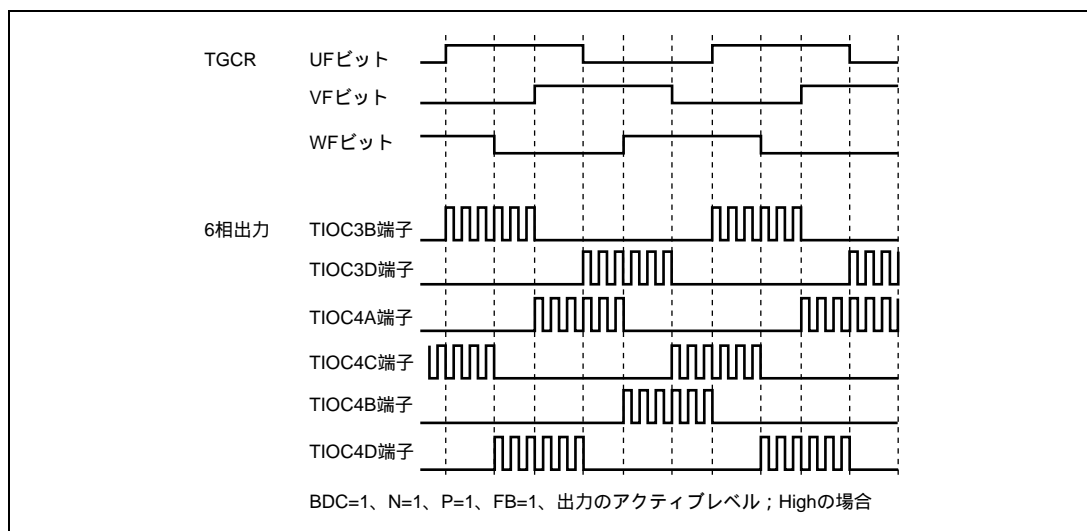 TGCR UFビット
VFビット
WFビット
6相出力 TIOC3B端子
TIOC3D端子
TIOC4A端子
TIOC4C端子
TIOC4B端子
TIOC4D端子
BDC=1、N=1、P=1、FB=1、出力のアクティブレベル；Highの場合